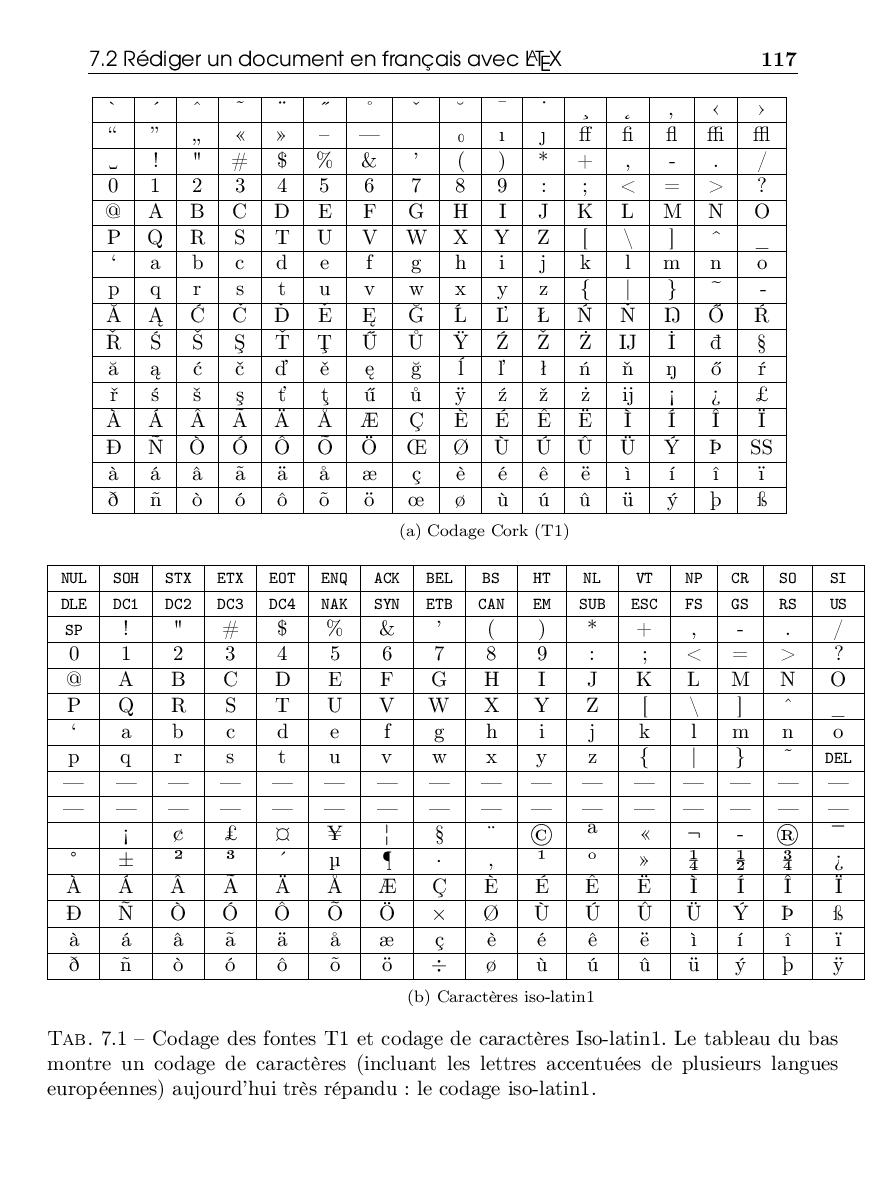 7.2 Rédiger un document en français avec LATEX 117
` ´ ˆ ˜ ¨ ˝ ˚ ˇ ˘ ¯ ˙ ¸ ˛ ‚ ‹ ›
“ ” „ « » – — ₀ ı ȷ ff fi fl ffi ffl
␣ ! " # $ % & ’ ( ) * + , - . /
0 1 2 3 4 5 6 7 8 9 : ; < = > ?
@ A B C D E F G H I J K L M N O
P Q R S T U V W X Y Z [ \ ] ^ _
‘ a b c d e f g h i j k l m n o
p q r s t u v w x y z { | } ~ -
Ă Ą Ć Č Ď Ě Ę Ğ Ĺ Ľ Ł Ń Ň Ŋ Ő Ŕ
Ř Ś Š Ş Ť Ţ Ű Ů Ÿ Ź Ž Ż IJ İ đ §
ă ą ć č ď ě ę ğ ĺ ľ ł ń ň ŋ ő ŕ
ř ś š ş ť ţ ű ů ÿ ź ž ż ij ¡ ¿ £
À Á Â Ã Ä Å Æ Ç È É Ê Ë Ì Í Î Ï
Ð Ñ Ò Ó Ô Õ Ö Œ Ø Ù Ú Û Ü Ý Þ SS
à á â ã ä å æ ç è é ê ë ì í î ï
ð ñ ò ó ô õ ö œ ø ù ú û ü ý þ ß
(a) Codage Cork (T1)
NUL SOH STX ETX EOT ENQ ACK BEL BS HT NL VT NP CR SO SI
DLE DC1 DC2 DC3 DC4 NAK SYN ETB CAN EM SUB ESC FS GS RS US
SP ! " # $ % & ’ ( ) * + , - . /
0 1 2 3 4 5 6 7 8 9 : ; < = > ?
@ A B C D E F G H I J K L M N O
P Q R S T U V W X Y Z [ \ ] ^ _
‘ a b c d e f g h i j k l m n o
p q r s t u v w x y z { | } ~ DEL
— — — — — — — — — — — — — — — —
— — — — — — — — — — — — — — — —
¡ ¢ £ ¤ ¥ ¦ § ¨ © ª « ¬ - ® ¯
° ± ² ³ ´ µ ¶ · ¸ ¹ º » ¼ ½ ¾ ¿
À Á Â Ã Ä Å Æ Ç È É Ê Ë Ì Í Î Ï
Ð Ñ Ò Ó Ô Õ Ö × Ø Ù Ú Û Ü Ý Þ ß
à á â ã ä å æ ç è é ê ë ì í î ï
ð ñ ò ó ô õ ö ÷ ø ù ú û ü ý þ ÿ
(b) Caractères iso-latin1
TAB. 7.1 – Codage des fontes T1 et codage de caractères Iso-latin1. Le tableau du bas
montre un codage de caractères (incluant les lettres accentuées de plusieurs langues
européennes) aujourd'hui très répandu : le codage iso-latin1.